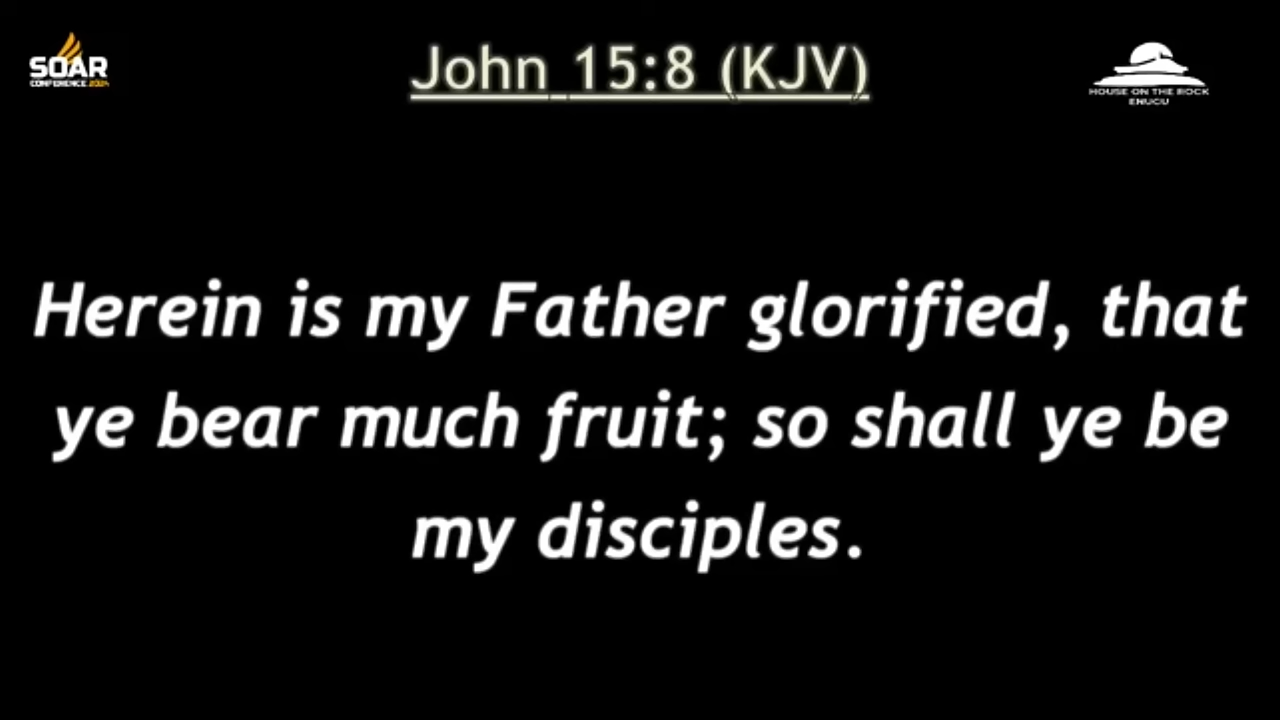 SOAR
CONFERENCE 2024
John 15:8 (KJV)
HOUSE ON THE ROCK
ENUGU
Herein is my Father glorified, that
ye bear much fruit; so shall ye be
my disciples.